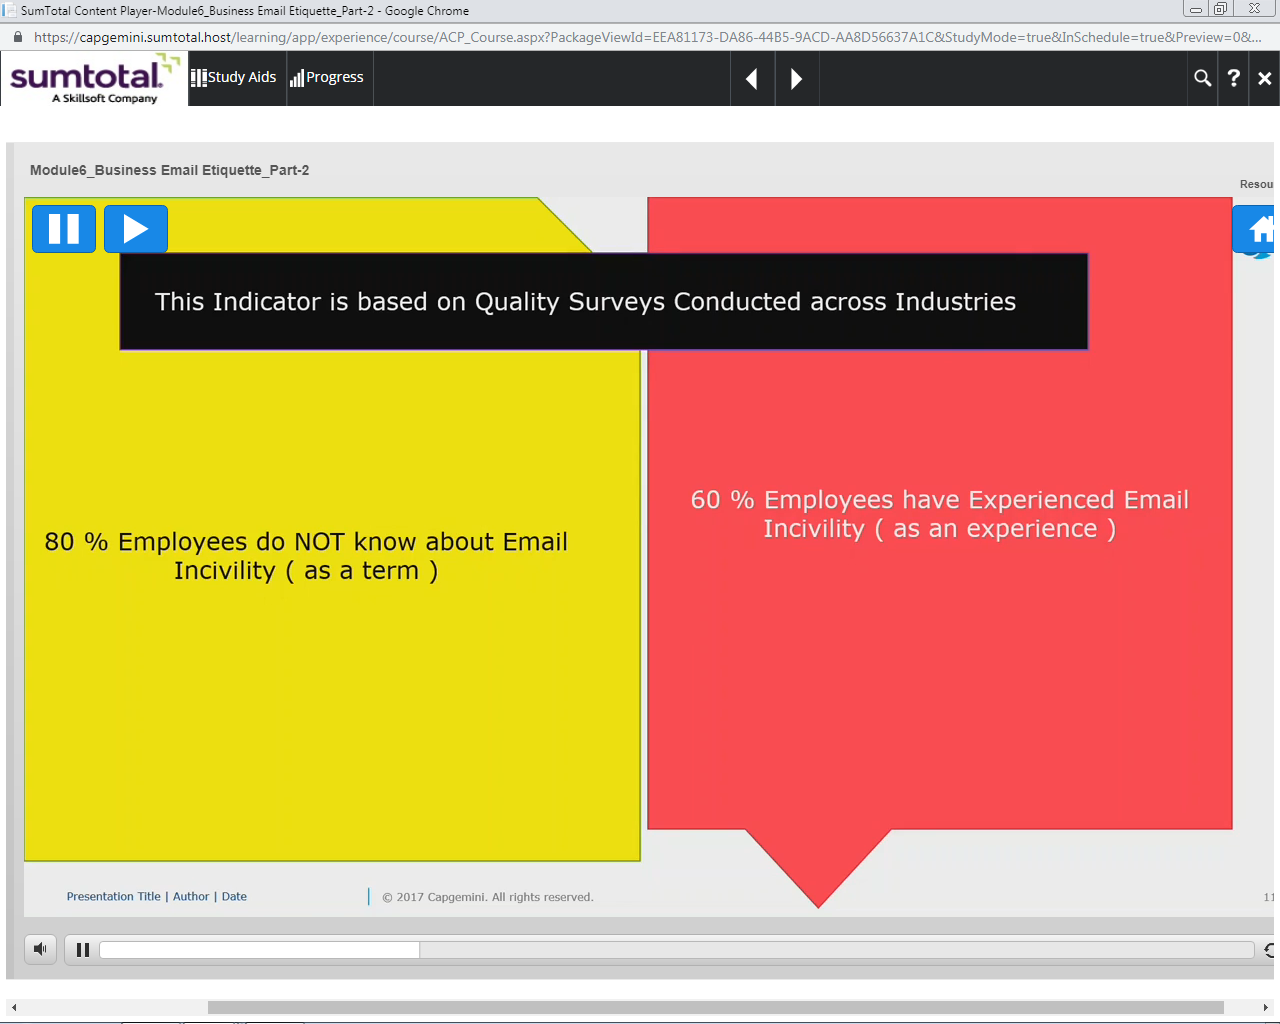 SumTotal Content Player-Module6_Business Email Etiquette_Part-2 - Google Chrome
https://capgemini.sumtotal.host/learning/app/experience/course/ACP_Course.aspx?PackageViewId=EEA81173-DA86-44B5-9ACD-AA8D56637A1C&StudyMode=true&InSchedule=true&Preview=0&...
sumtotal.
A Skillsoft Company
Study Aids
Progress
?
Module6_Business Email Etiquette_Part-2
Resou
This Indicator is based on Quality Surveys Conducted across Industries
80 % Employees do NOT know about Email
Incivility ( as a term )
60 % Employees have Experienced Email
Incivility ( as an experience )
Presentation Title | Author | Date
© 2017 Capgemini. All rights reserved.
11